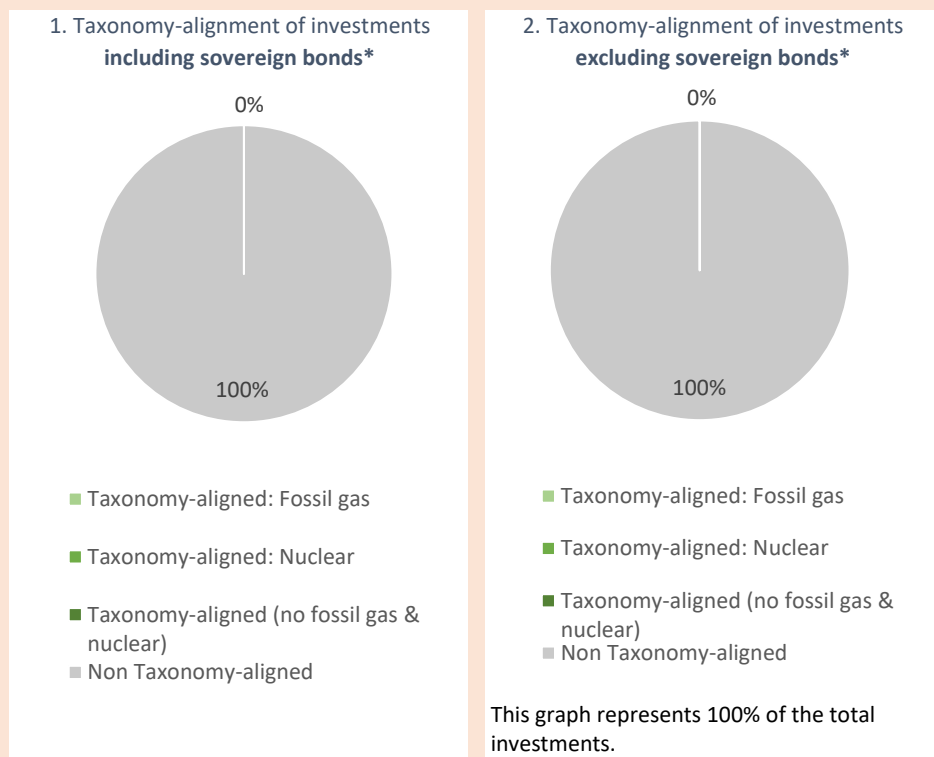 1. Taxonomy-alignment of investments
including sovereign bonds*
0%
100%
Taxonomy-aligned: Fossil gas
Taxonomy-aligned: Nuclear
Taxonomy-aligned (no fossil gas &
nuclear)
Non Taxonomy-aligned
2. Taxonomy-alignment of investments
excluding sovereign bonds*
0%
100%
Taxonomy-aligned: Fossil gas
Taxonomy-aligned: Nuclear
Taxonomy-aligned (no fossil gas &
nuclear)
Non Taxonomy-aligned
This graph represents 100% of the total
investments.